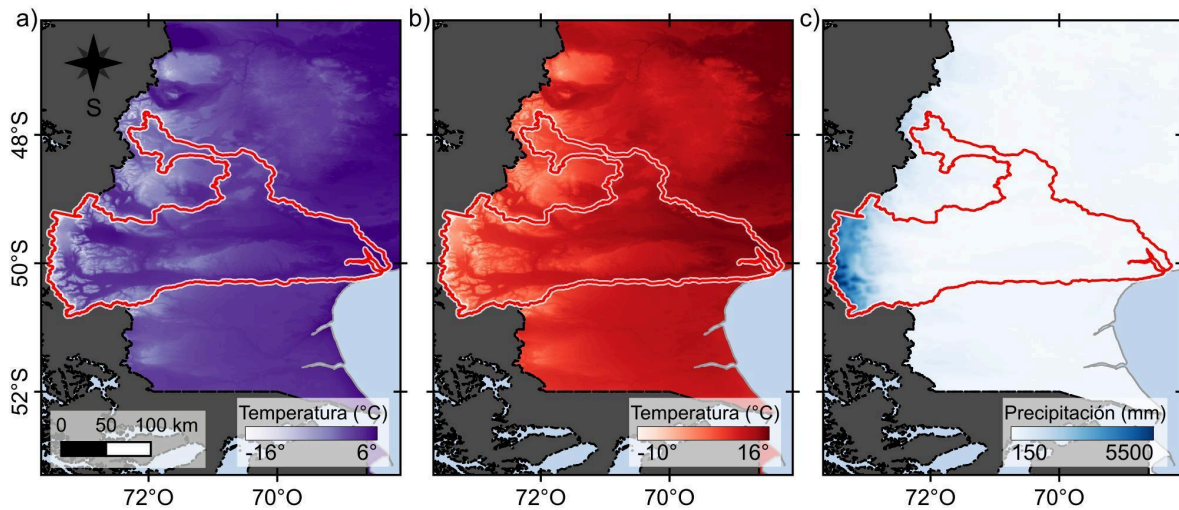 a)
S
48°S
50°S
52°S
0 50 100 km
Temperatura (°C)
-16° 6°
72°O 70°O
b)
Temperatura (°C)
-10° 16°
72°O 70°O
c)
Precipitación (mm)
150 5500
72°O 70°O